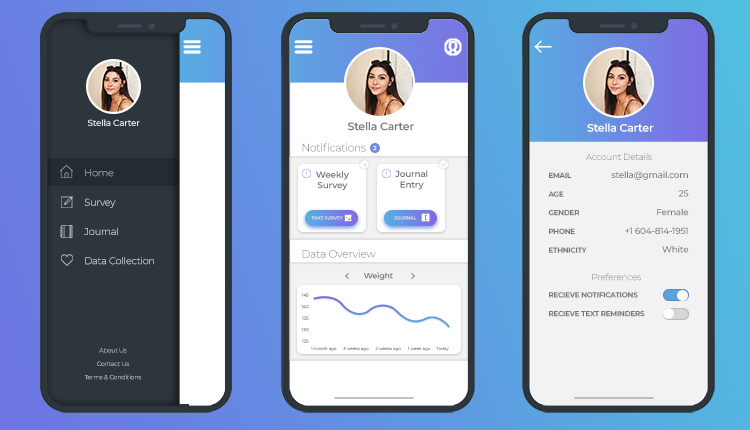 Stella Carter
Home
Survey
Journal
Data Collection
About Us
Contact Us
Terms & Conditions
Stella Carter
Notifications 2
Weekly
Survey
TAKE SURVEY
Journal
Entry
JOURNAL
Data Overview
Weight
145
140
135
130
125
1 month ago 3 weeks ago 2 weeks ago 1 week ago Today
Stella Carter
Account Details
EMAIL stella@gmail.com
AGE 25
GENDER Female
PHONE +1 604-814-1951
ETHNICITY White
Preferences
RECIEVE NOTIFICATIONS
RECIEVE TEXT REMINDERS